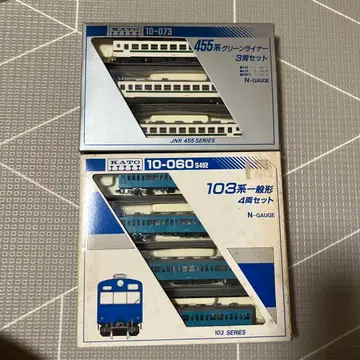 10-073
455系グリーンライナー
3両セット
N-GAUGE
JNR 455 SERIES
KATO
10-060
S402
103系一般形
4両セット
N-GAUGE
103 SERIES